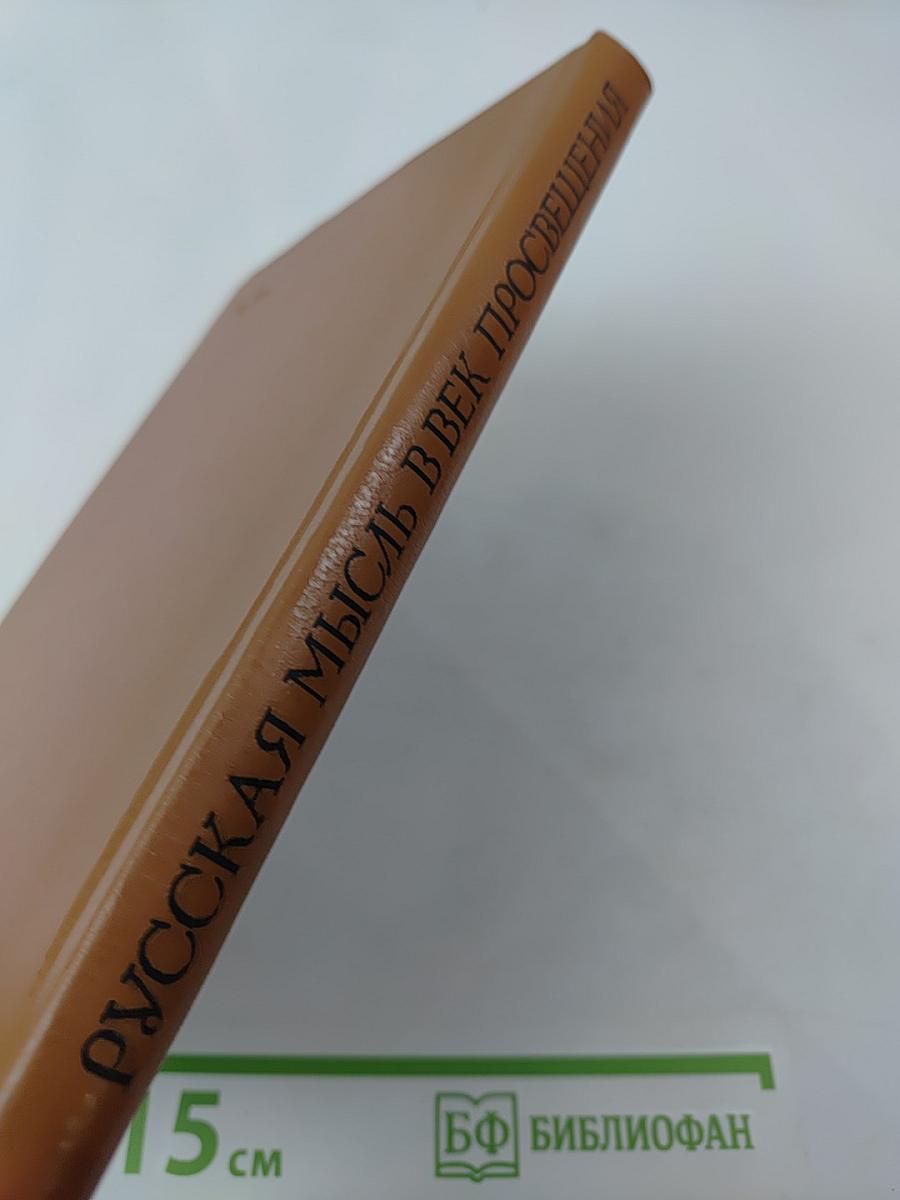 РУССКАЯ МЫСЛЬ В ВЕК ПРОСВЕЩЕНИЯ
15 см
БФ БИБЛИОФАН